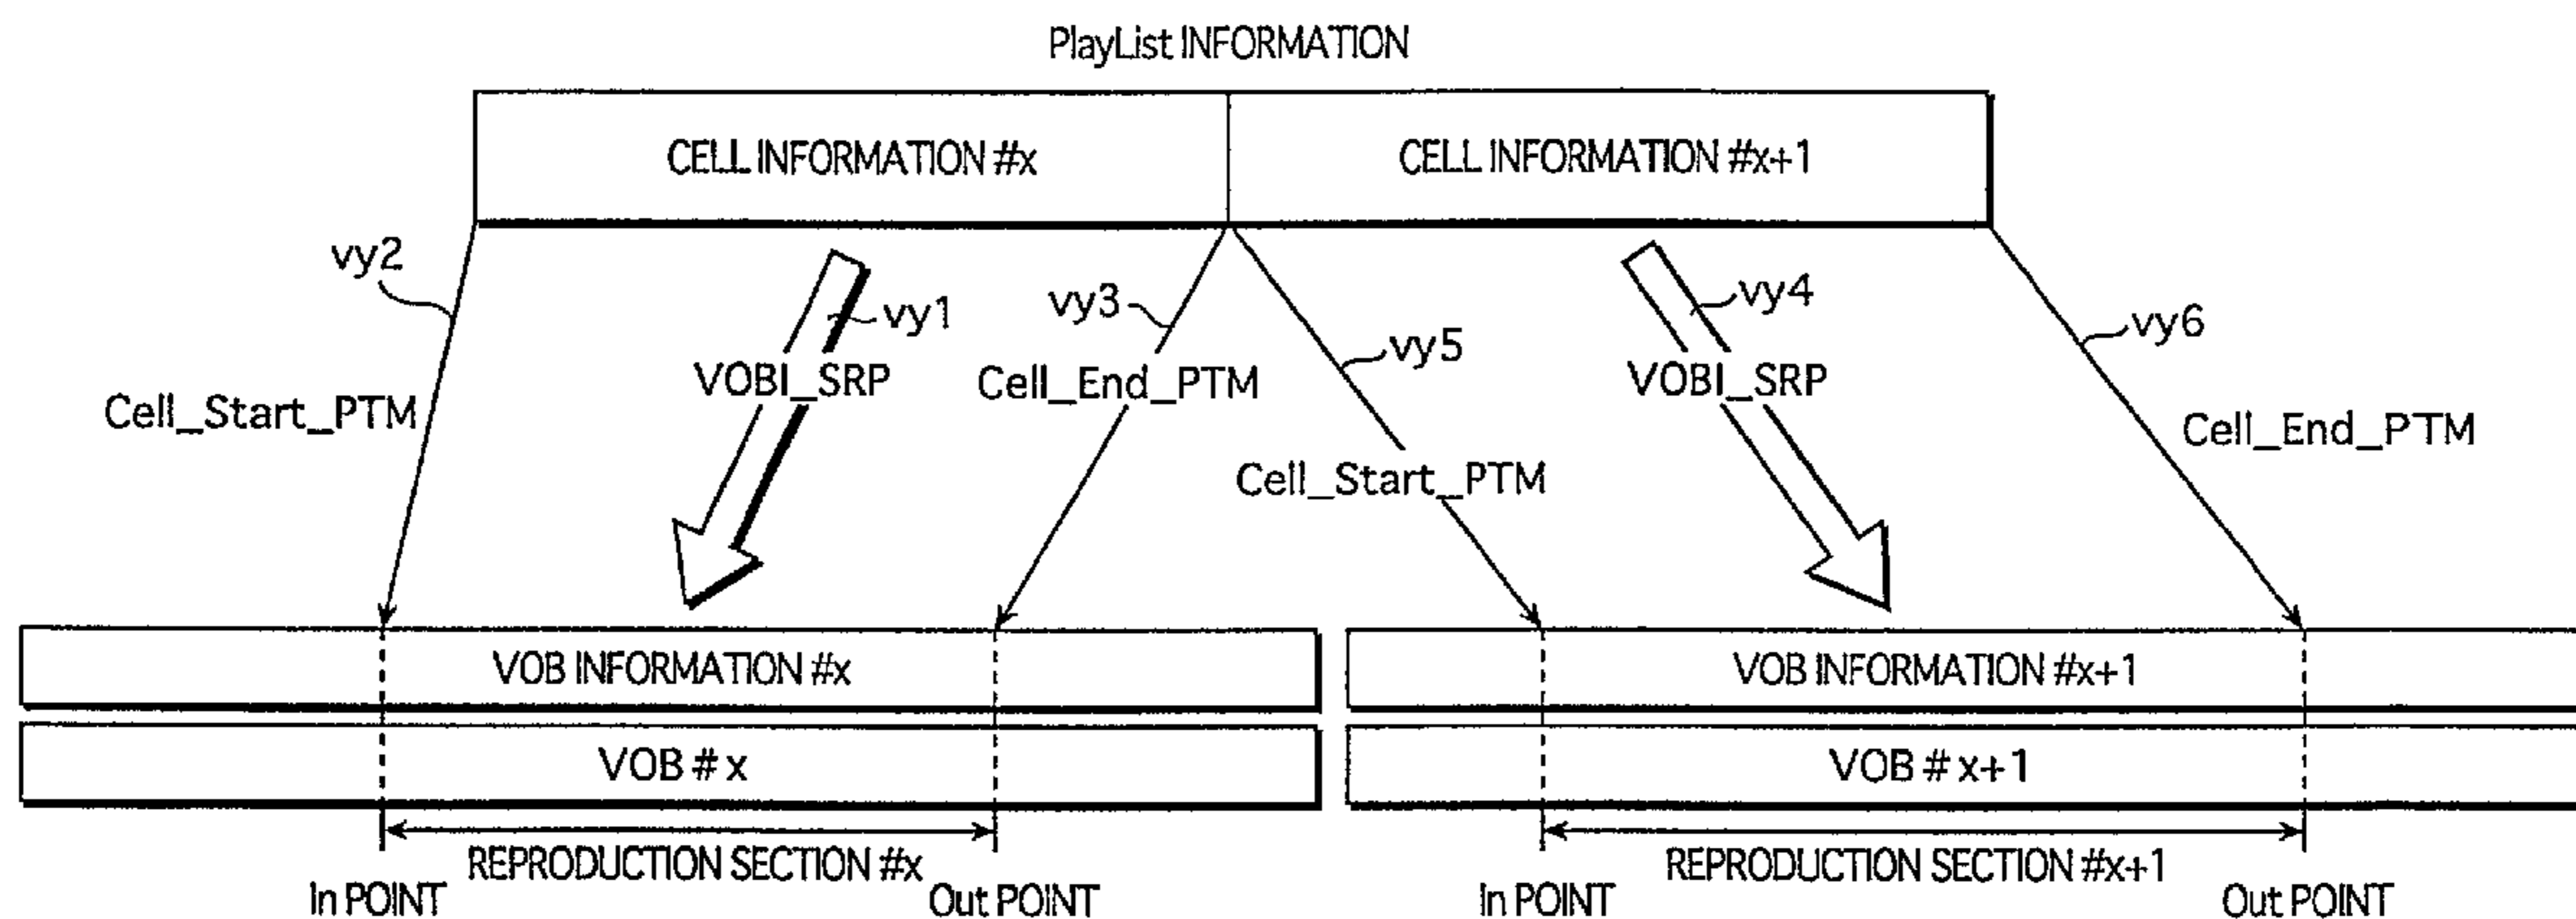 PlayList INFORMATION
CELL INFORMATION #x
CELL INFORMATION #x+1
vy2
vy1
vy3
vy5
vy4
vy6
Cell_Start_PTM
VOBI_SRP
Cell_End_PTM
Cell_Start_PTM
VOBI_SRP
Cell_End_PTM
VOB INFORMATION #x
VOB INFORMATION #x+1
VOB # x
VOB # x+1
REPRODUCTION SECTION #x
REPRODUCTION SECTION #x+1
In POINT
Out POINT
In POINT
Out POINT